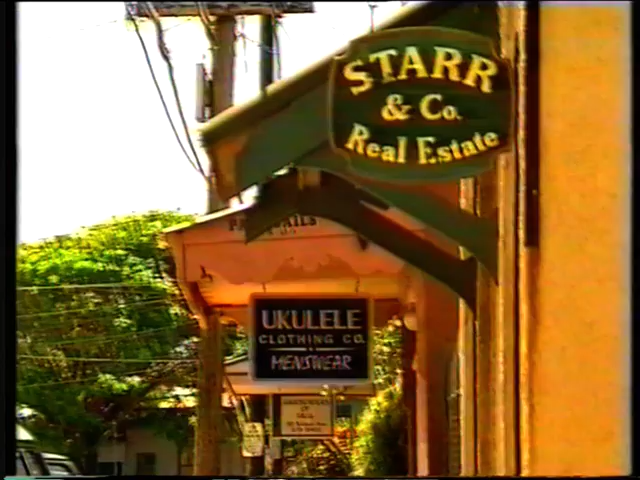 STARR
& Co.
Real Estate
UKULELE
CLOTHING CO.
MENSWEAR